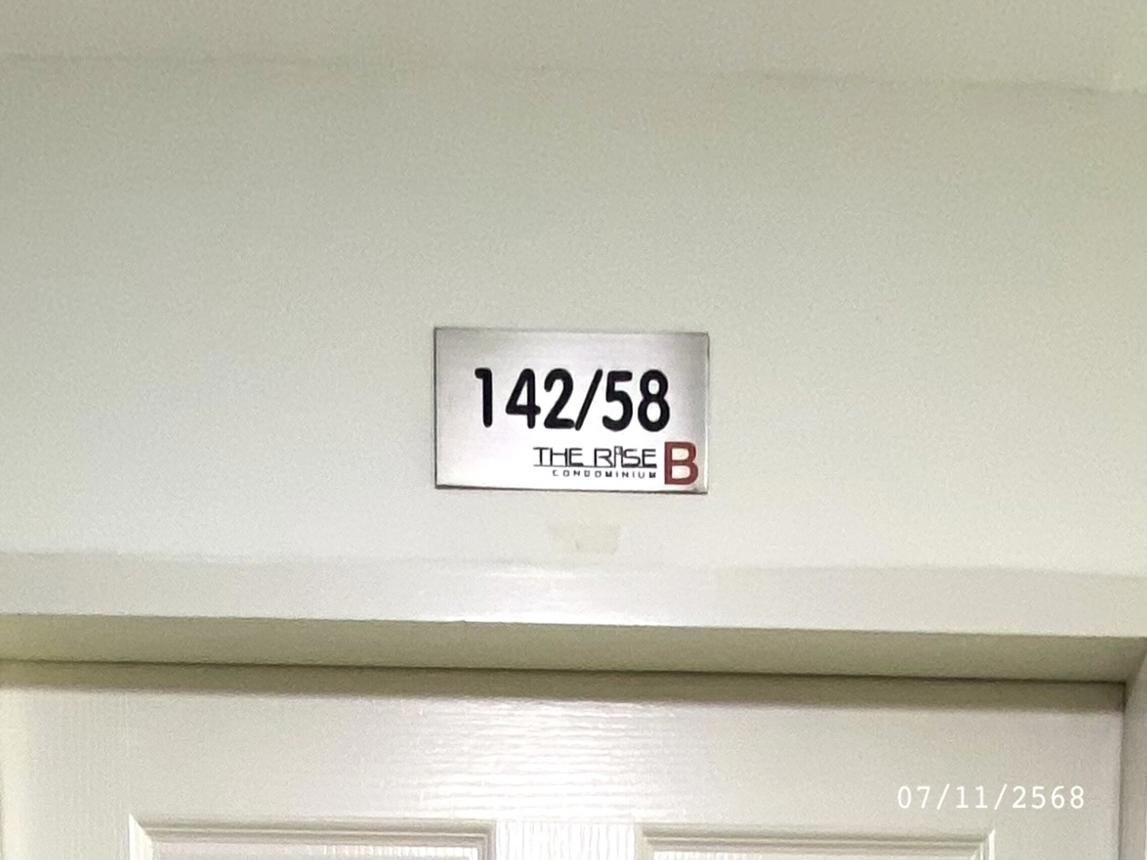 142/58
THE RISE B
CONDOMINIUM
07/11/2568